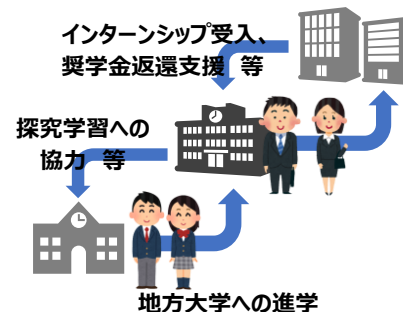 インターンシップ受入、
奨学金返還支援 等
探究学習への
協力 等
地方大学への進学